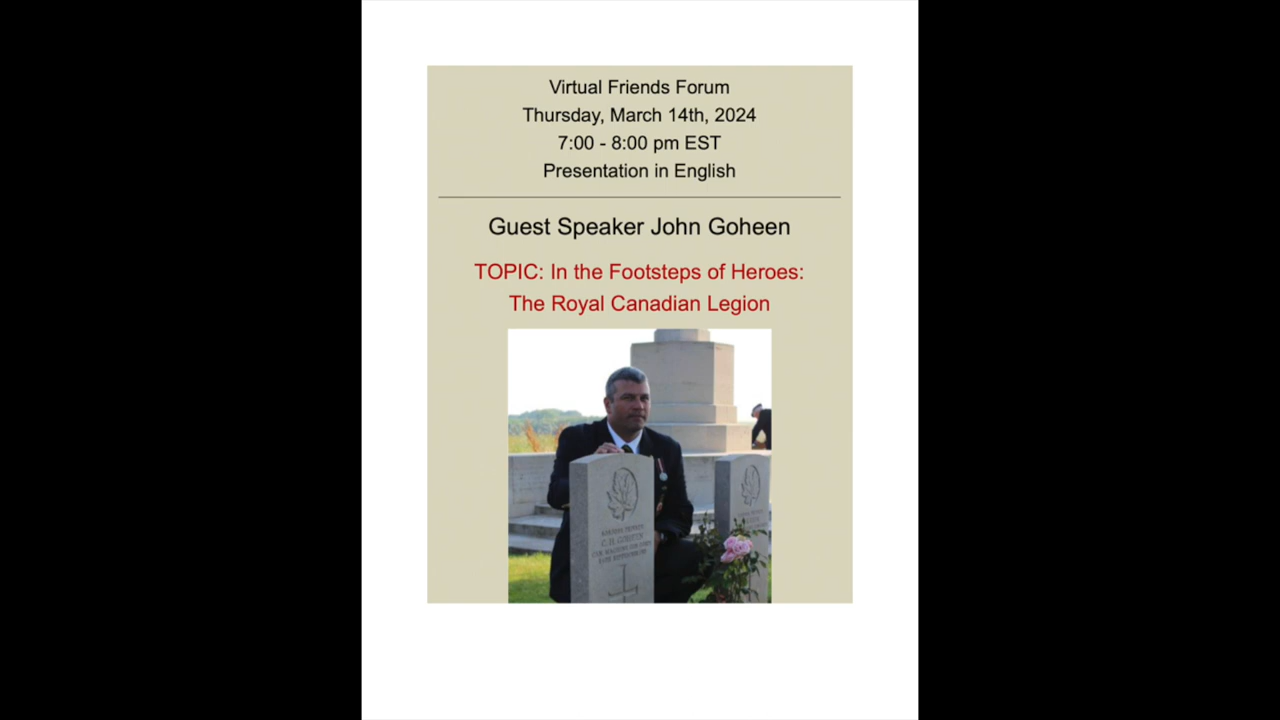 Virtual Friends Forum
Thursday, March 14th, 2024
7:00 - 8:00 pm EST
Presentation in English
Guest Speaker John Goheen
TOPIC: In the Footsteps of Heroes:
The Royal Canadian Legion
C.H. GOHEEN